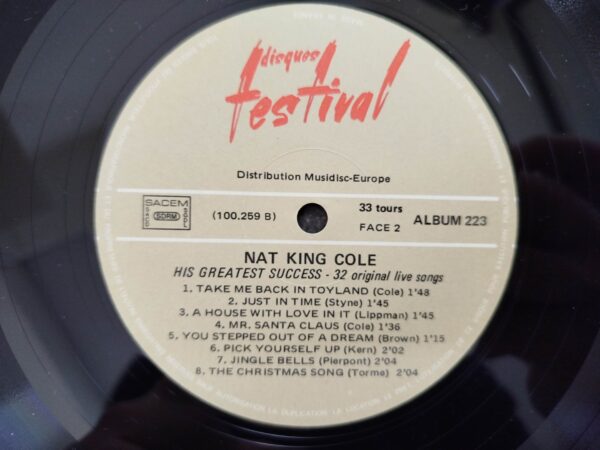 disques
festival
Distribution Musidisc-Europe
SACEM
SDRM
(100.259 B)
33 tours
FACE 2
ALBUM 223
NAT KING COLE
HIS GREATEST SUCCESS - 32 original live songs
1. TAKE ME BACK IN TOYLAND (Cole) 1'48
2. JUST IN TIME (Styne) 1'45
3. A HOUSE WITH LOVE IN IT (Lippman) 1'45
4. MR. SANTA CLAUS (Cole) 1'36
5. YOU STEPPED OUT OF A DREAM (Brown) 1'15
6. PICK YOURSELF UP (Kern) 2'02
7. JINGLE BELLS (Pierpont) 2'04
8. THE CHRISTMAS SONG (Torme) 2'04